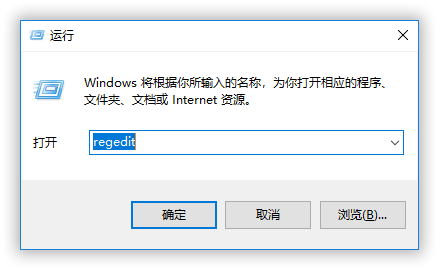 运行
Windows 将根据你所输入的名称，为你打开相应的程序、
文件夹、文档或 Internet 资源。
打开
regedit
确定 取消 浏览(B)...